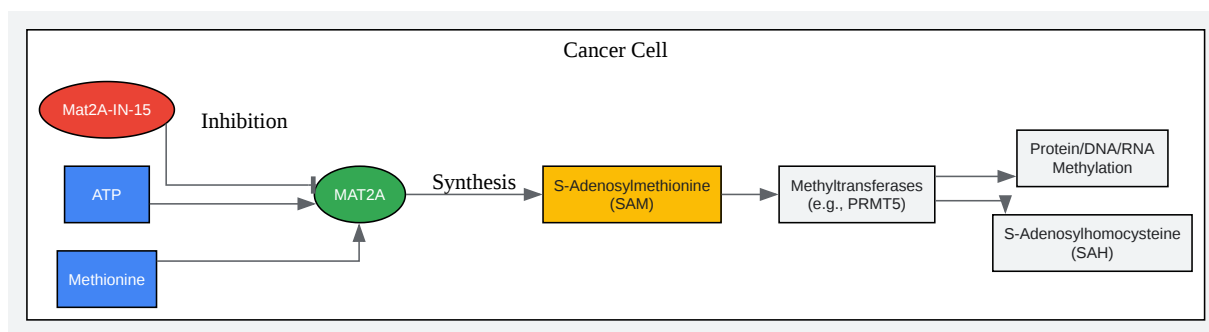 Cancer Cell
Mat2A-IN-15
Inhibition
ATP
MAT2A
Synthesis
S-Adenosylmethionine
(SAM)
Methyltransferases
(e.g., PRMT5)
Protein/DNA/RNA
Methylation
S-Adenosylhomocysteine
(SAH)
Methionine